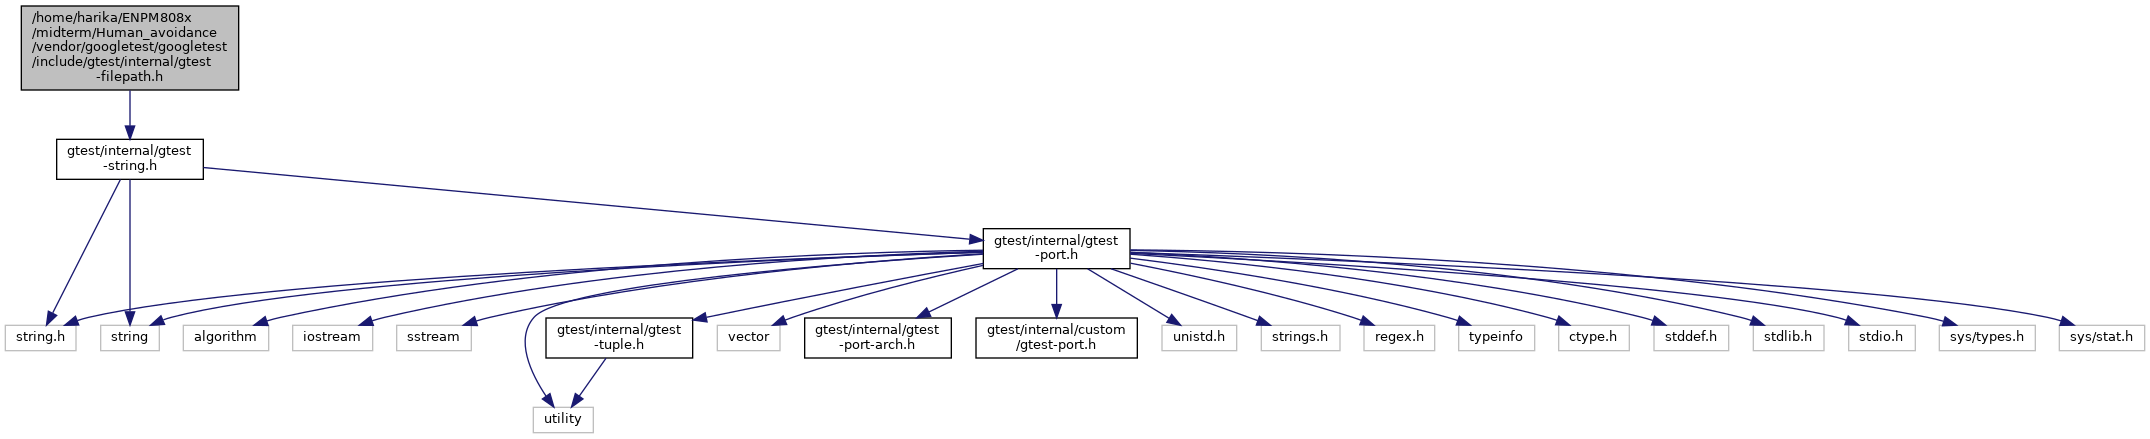 /home/harika/ENPM808x
/midterm/Human_avoidance
/vendor/googletest/googletest
/include/gtest/internal/gtest
-filepath.h
gtest/internal/gtest
-string.h
gtest/internal/gtest
-port.h
string.h
string
algorithm
iostream
sstream
gtest/internal/gtest
-tuple.h
vector
gtest/internal/gtest
-port-arch.h
gtest/internal/custom
/gtest-port.h
unistd.h
strings.h
regex.h
typeinfo
ctype.h
stddef.h
stdlib.h
stdio.h
sys/types.h
sys/stat.h
utility